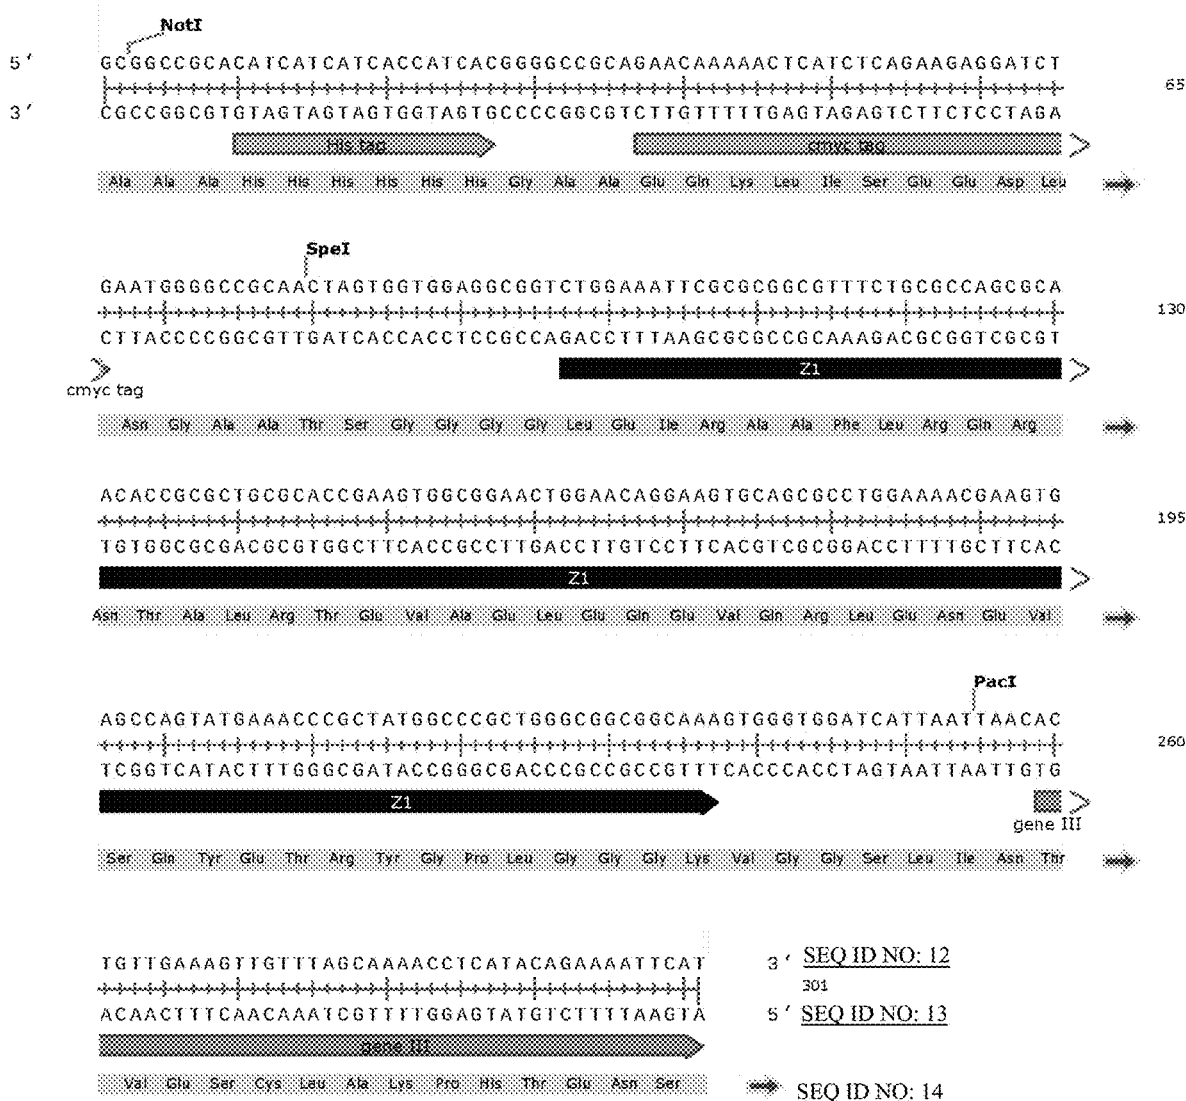 NotI
5′ GCGGCCGCACATCATCATCACCATCACGGGGCCGCAGAACAAAAACTCATCTCAGAAGAGGATCT
65
3′ CGCCGGCGTGTAGTAGTAGTGGTAGTGCCCCGGCGTCTTGTTTTTGAGTAGAGTCTTCTCCTAGA
His tag cmyc tag
Ala Ala Ala His His His His His His Gly Ala Ala Glu Gln Lys Leu Ile Ser Glu Glu Asp Leu
SpeI
GAATGGGGCCGCAACTAGTGGTGGAGGCGGTCTGGAAATTCGCGCGGCGTTTCTGCGCCAGCGCA
130
CTTACCCCGGCGTTGATCACCACCTCCGCCAGACCTTTAAGCGCGCCGCAAAGACGCGGTCGCGT
Z1
cmyc tag
Asn Gly Ala Ala Thr Ser Gly Gly Gly Gly Leu Glu Ile Arg Ala Ala Phe Leu Arg Gln Arg
ACACCGCGCTGCGCACCGAAGTGGCGGAACTGGAACAGGAAGTGCAGCGCCTGGAAAACGAAGTG
195
TGTGGCGCGACGCGTGGCTTCACCGCCTTGACCTTGTCCTTCACGTCGCGGACCTTTTGCTTCAC
Z1
Asn Thr Ala Leu Arg Thr Glu Val Ala Glu Leu Glu Gln Glu Val Gln Arg Leu Glu Asn Glu Val
PacI
AGCCAGTATGAAACCCGCTATGGCCCGCTGGGCGGCGGCAAAGTGGGTGGATCATTAATTAACAC
260
TCGGTCATACTTTGGGCGATACCGGGCGACCCGCCGCCGTTTCACCCACCTAGTAATTAATTGTG
Z1
gene III
Ser Gln Tyr Glu Thr Arg Tyr Gly Pro Leu Gly Gly Gly Lys Val Gly Gly Ser Leu Ile Asn Thr
TGTTGAAAGTTGTTTAGCAAAACCTCATACAGAAAATTCAT 3′ SEQ ID NO: 12
301
ACAACTTTCAACAAATCGTTTTGGAGTATGTCTTTTAAGTA 5′ SEQ ID NO: 13
gene III
Val Glu Ser Cys Leu Ala Lys Pro His Thr Glu Asn Ser SEQ ID NO: 14